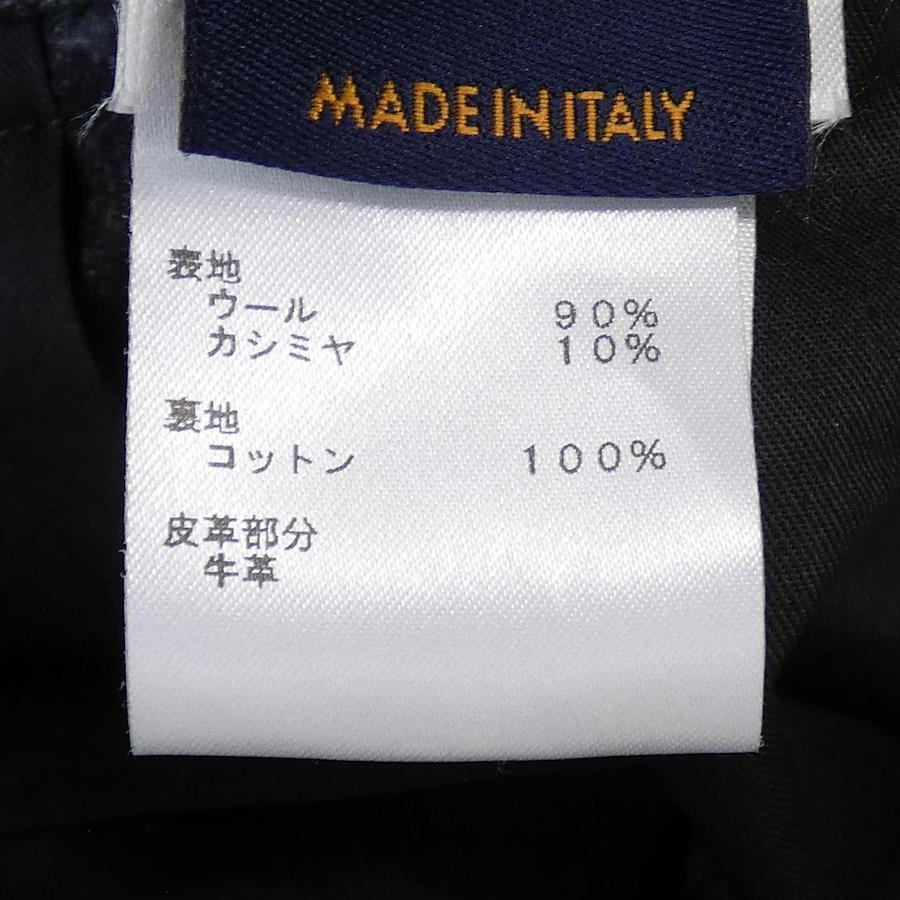 MADE IN ITALY
表地
ウール 90%
カシミヤ 10%
裏地
コットン 100%
皮革部分
牛革